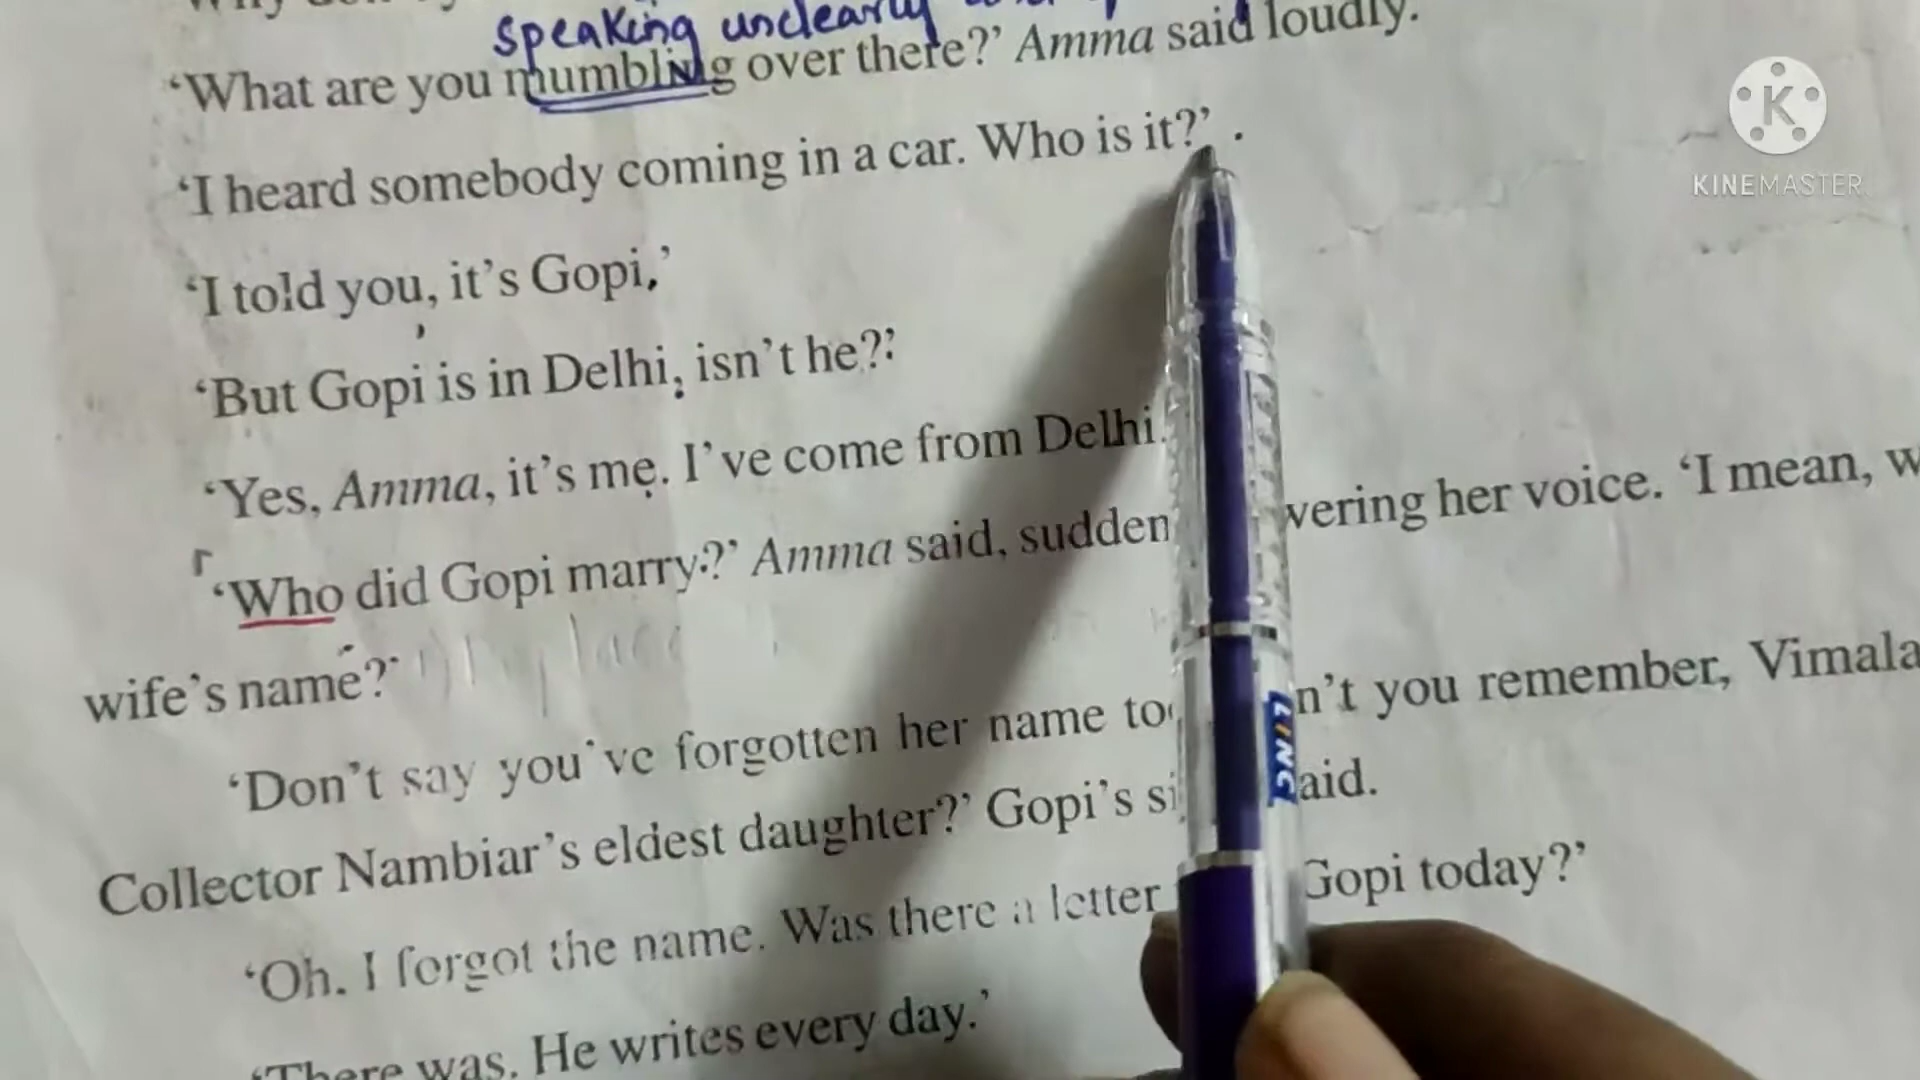 speaking unclearly
'What are you mumbling over there?' Amma said loudly.
'I heard somebody coming in a car. Who is it?'
'I told you, it's Gopi,'
'But Gopi is in Delhi, isn't he?'
'Yes, Amma, it's me. I've come from Delhi.
'Who did Gopi marry?' Amma said, sudden vering her voice. 'I mean, w
wife's name?'
'Don't say you've forgotten her name to n't you remember, Vimala
Collector Nambiar's eldest daughter?' Gopi's si aid.
'Oh. I forgot the name. Was there a letter Gopi today?'
'There was. He writes every day.'
K
KINEMASTER
LINC